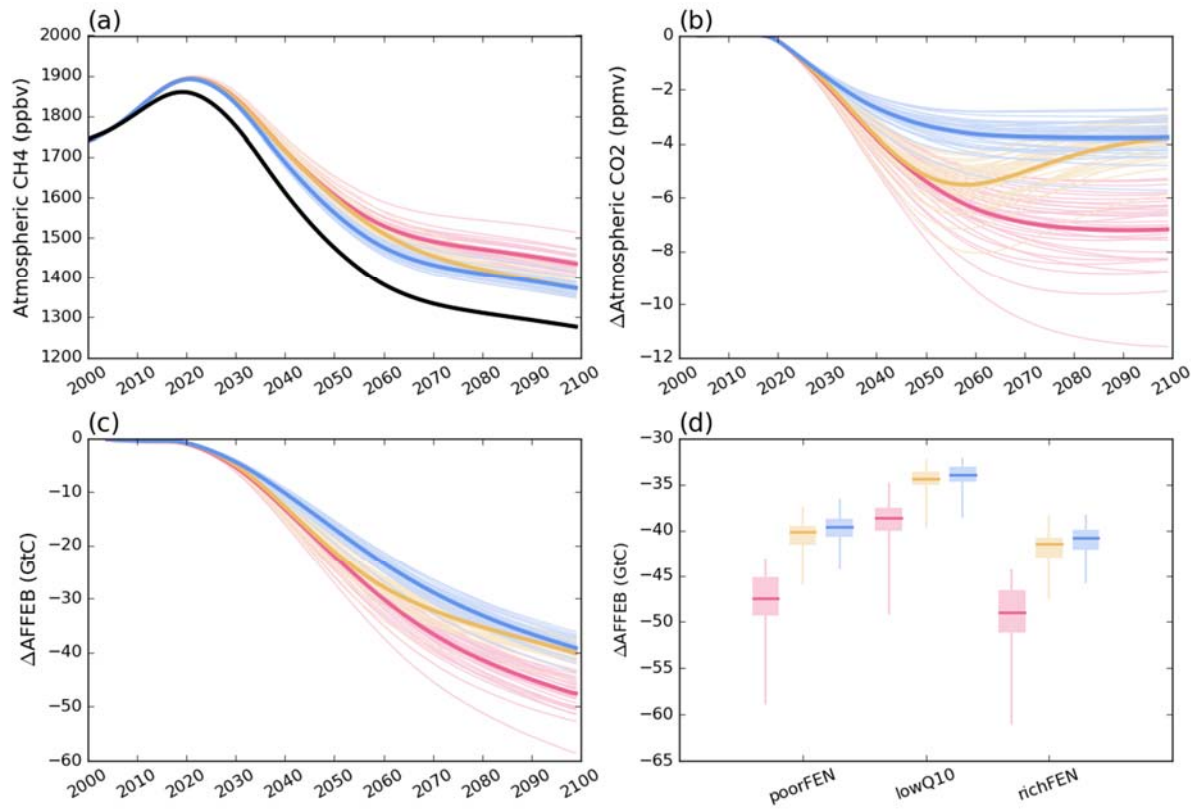 (a)
Atmospheric CH4 (ppbv)
2000
1900
1800
1700
1600
1500
1400
1300
1200
2000 2010 2020 2030 2040 2050 2060 2070 2080 2090 2100
(b)
ΔAtmospheric CO2 (ppmv)
0
−2
−4
−6
−8
−10
−12
2000 2010 2020 2030 2040 2050 2060 2070 2080 2090 2100
(c)
ΔAFFEB (GtC)
0
−10
−20
−30
−40
−50
−60
2000 2010 2020 2030 2040 2050 2060 2070 2080 2090 2100
(d)
ΔAFFEB (GtC)
−30
−35
−40
−45
−50
−55
−60
−65
poorFEN lowQ10 richFEN